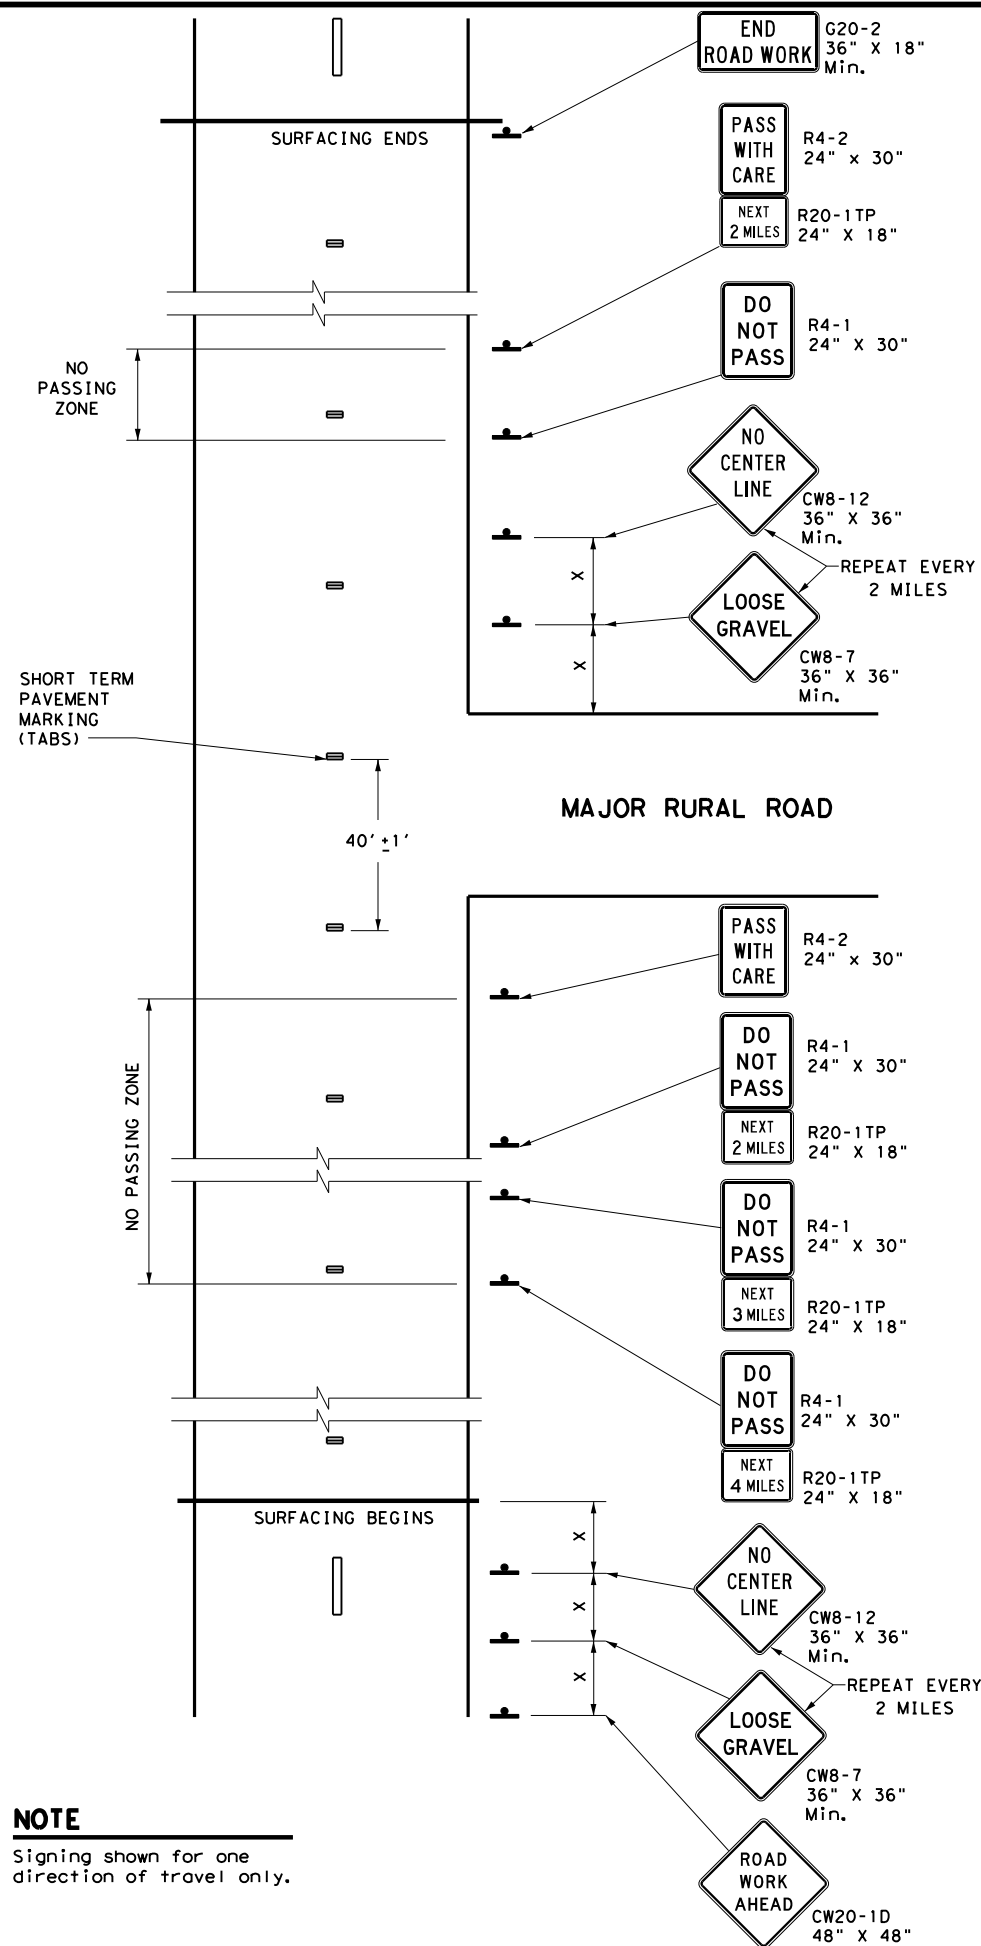 END
ROAD WORK
G20-2
36" X 18"
Min.
SURFACING ENDS
PASS
WITH
CARE
R4-2
24" x 30"
NEXT
2 MILES
R20-1TP
24" X 18"
DO
NOT
PASS
R4-1
24" X 30"
NO
PASSING
ZONE
NO
CENTER
LINE
CW8-12
36" X 36"
Min.
X
REPEAT EVERY
2 MILES
LOOSE
GRAVEL
CW8-7
36" X 36"
Min.
X
SHORT TERM
PAVEMENT
MARKING
(TABS)
40' ±1'
MAJOR RURAL ROAD
PASS
WITH
CARE
R4-2
24" x 30"
NO PASSING ZONE
DO
NOT
PASS
R4-1
24" X 30"
NEXT
2 MILES
R20-1TP
24" X 18"
DO
NOT
PASS
R4-1
24" X 30"
NEXT
3 MILES
R20-1TP
24" X 18"
DO
NOT
PASS
R4-1
24" X 30"
NEXT
4 MILES
R20-1TP
24" X 18"
SURFACING BEGINS
X
NO
CENTER
LINE
CW8-12
36" X 36"
Min.
X
REPEAT EVERY
2 MILES
X
LOOSE
GRAVEL
CW8-7
36" X 36"
Min.
NOTE
Signing shown for one
direction of travel only.
ROAD
WORK
AHEAD
CW20-1D
48" X 48"